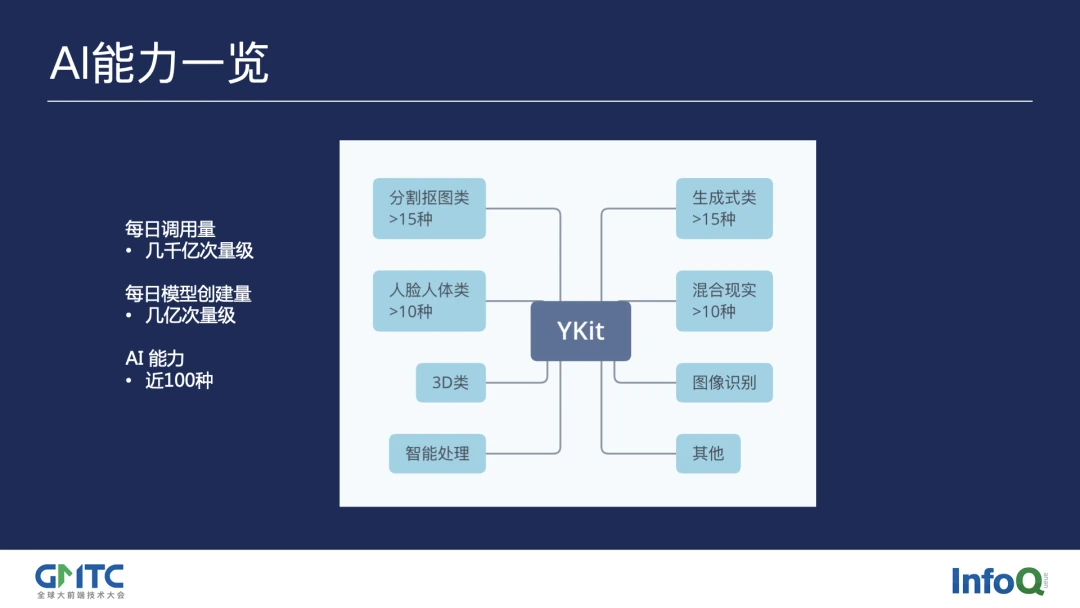 AI能力一览
每日调用量
• 几千亿次量级
每日模型创建量
• 几亿次量级
AI 能力
• 近100种
分割抠图类
>15种
人脸人体类
>10种
3D类
智能处理
YKit
生成式类
>15种
混合现实
>10种
图像识别
其他
GMTC
全球大前端技术大会
InfoQ